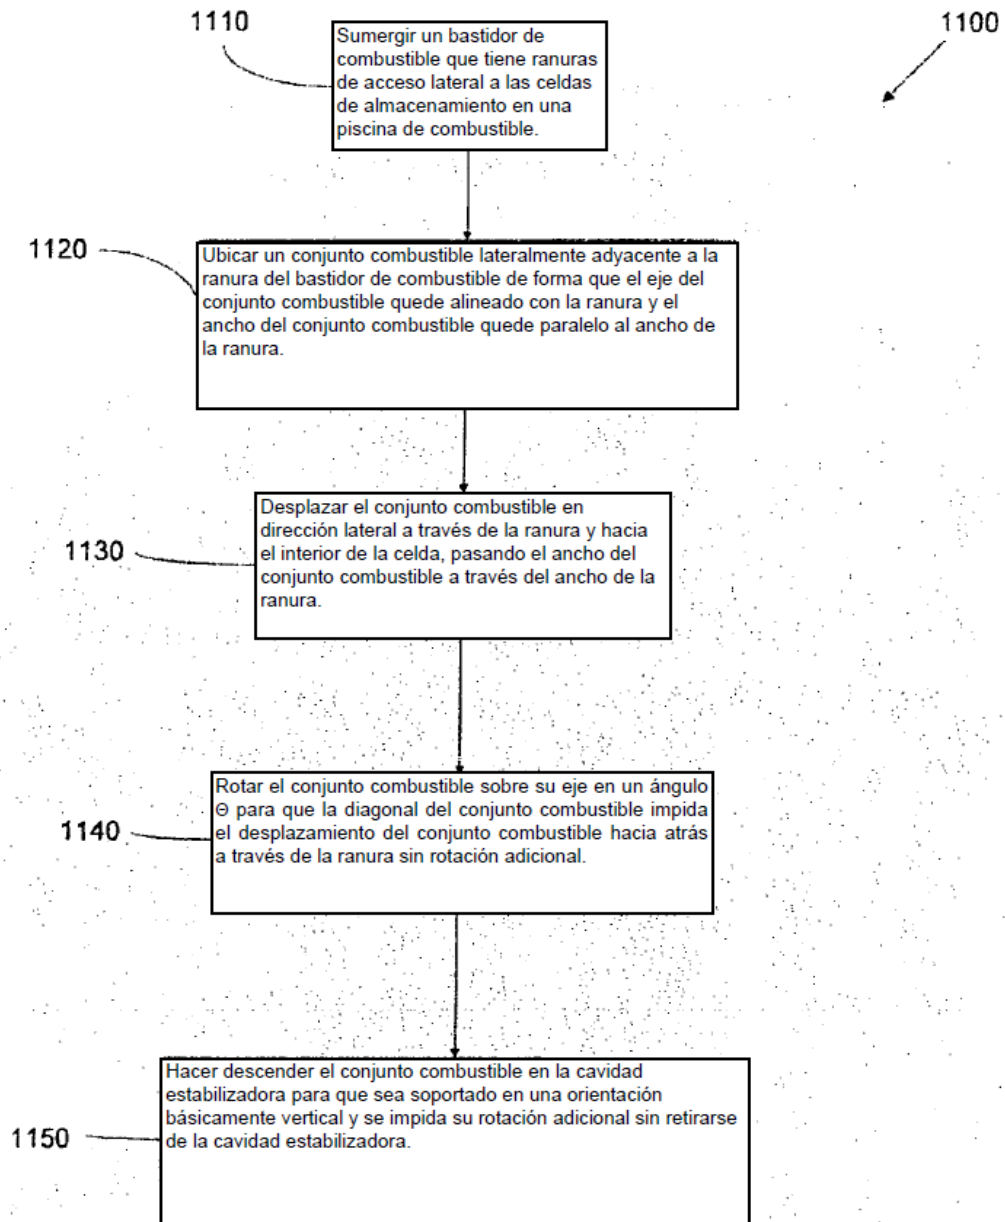 1110
1100
Sumergir un bastidor de
combustible que tiene ranuras
de acceso lateral a las celdas
de almacenamiento en una
piscina de combustible.
1120
Ubicar un conjunto combustible lateralmente adyacente a la
ranura del bastidor de combustible de forma que el eje del
conjunto combustible quede alineado con la ranura y el
ancho del conjunto combustible quede paralelo al ancho de
la ranura.
1130
Desplazar el conjunto combustible en
dirección lateral a través de la ranura y hacia
el interior de la celda, pasando el ancho del
conjunto combustible a través del ancho de la
ranura.
1140
Rotar el conjunto combustible sobre su eje en un ángulo
Θ para que la diagonal del conjunto combustible impida
el desplazamiento del conjunto combustible hacia atrás
a través de la ranura sin rotación adicional.
1150
Hacer descender el conjunto combustible en la cavidad
estabilizadora para que sea soportado en una orientación
básicamente vertical y se impida su rotación adicional sin retirarse
de la cavidad estabilizadora.